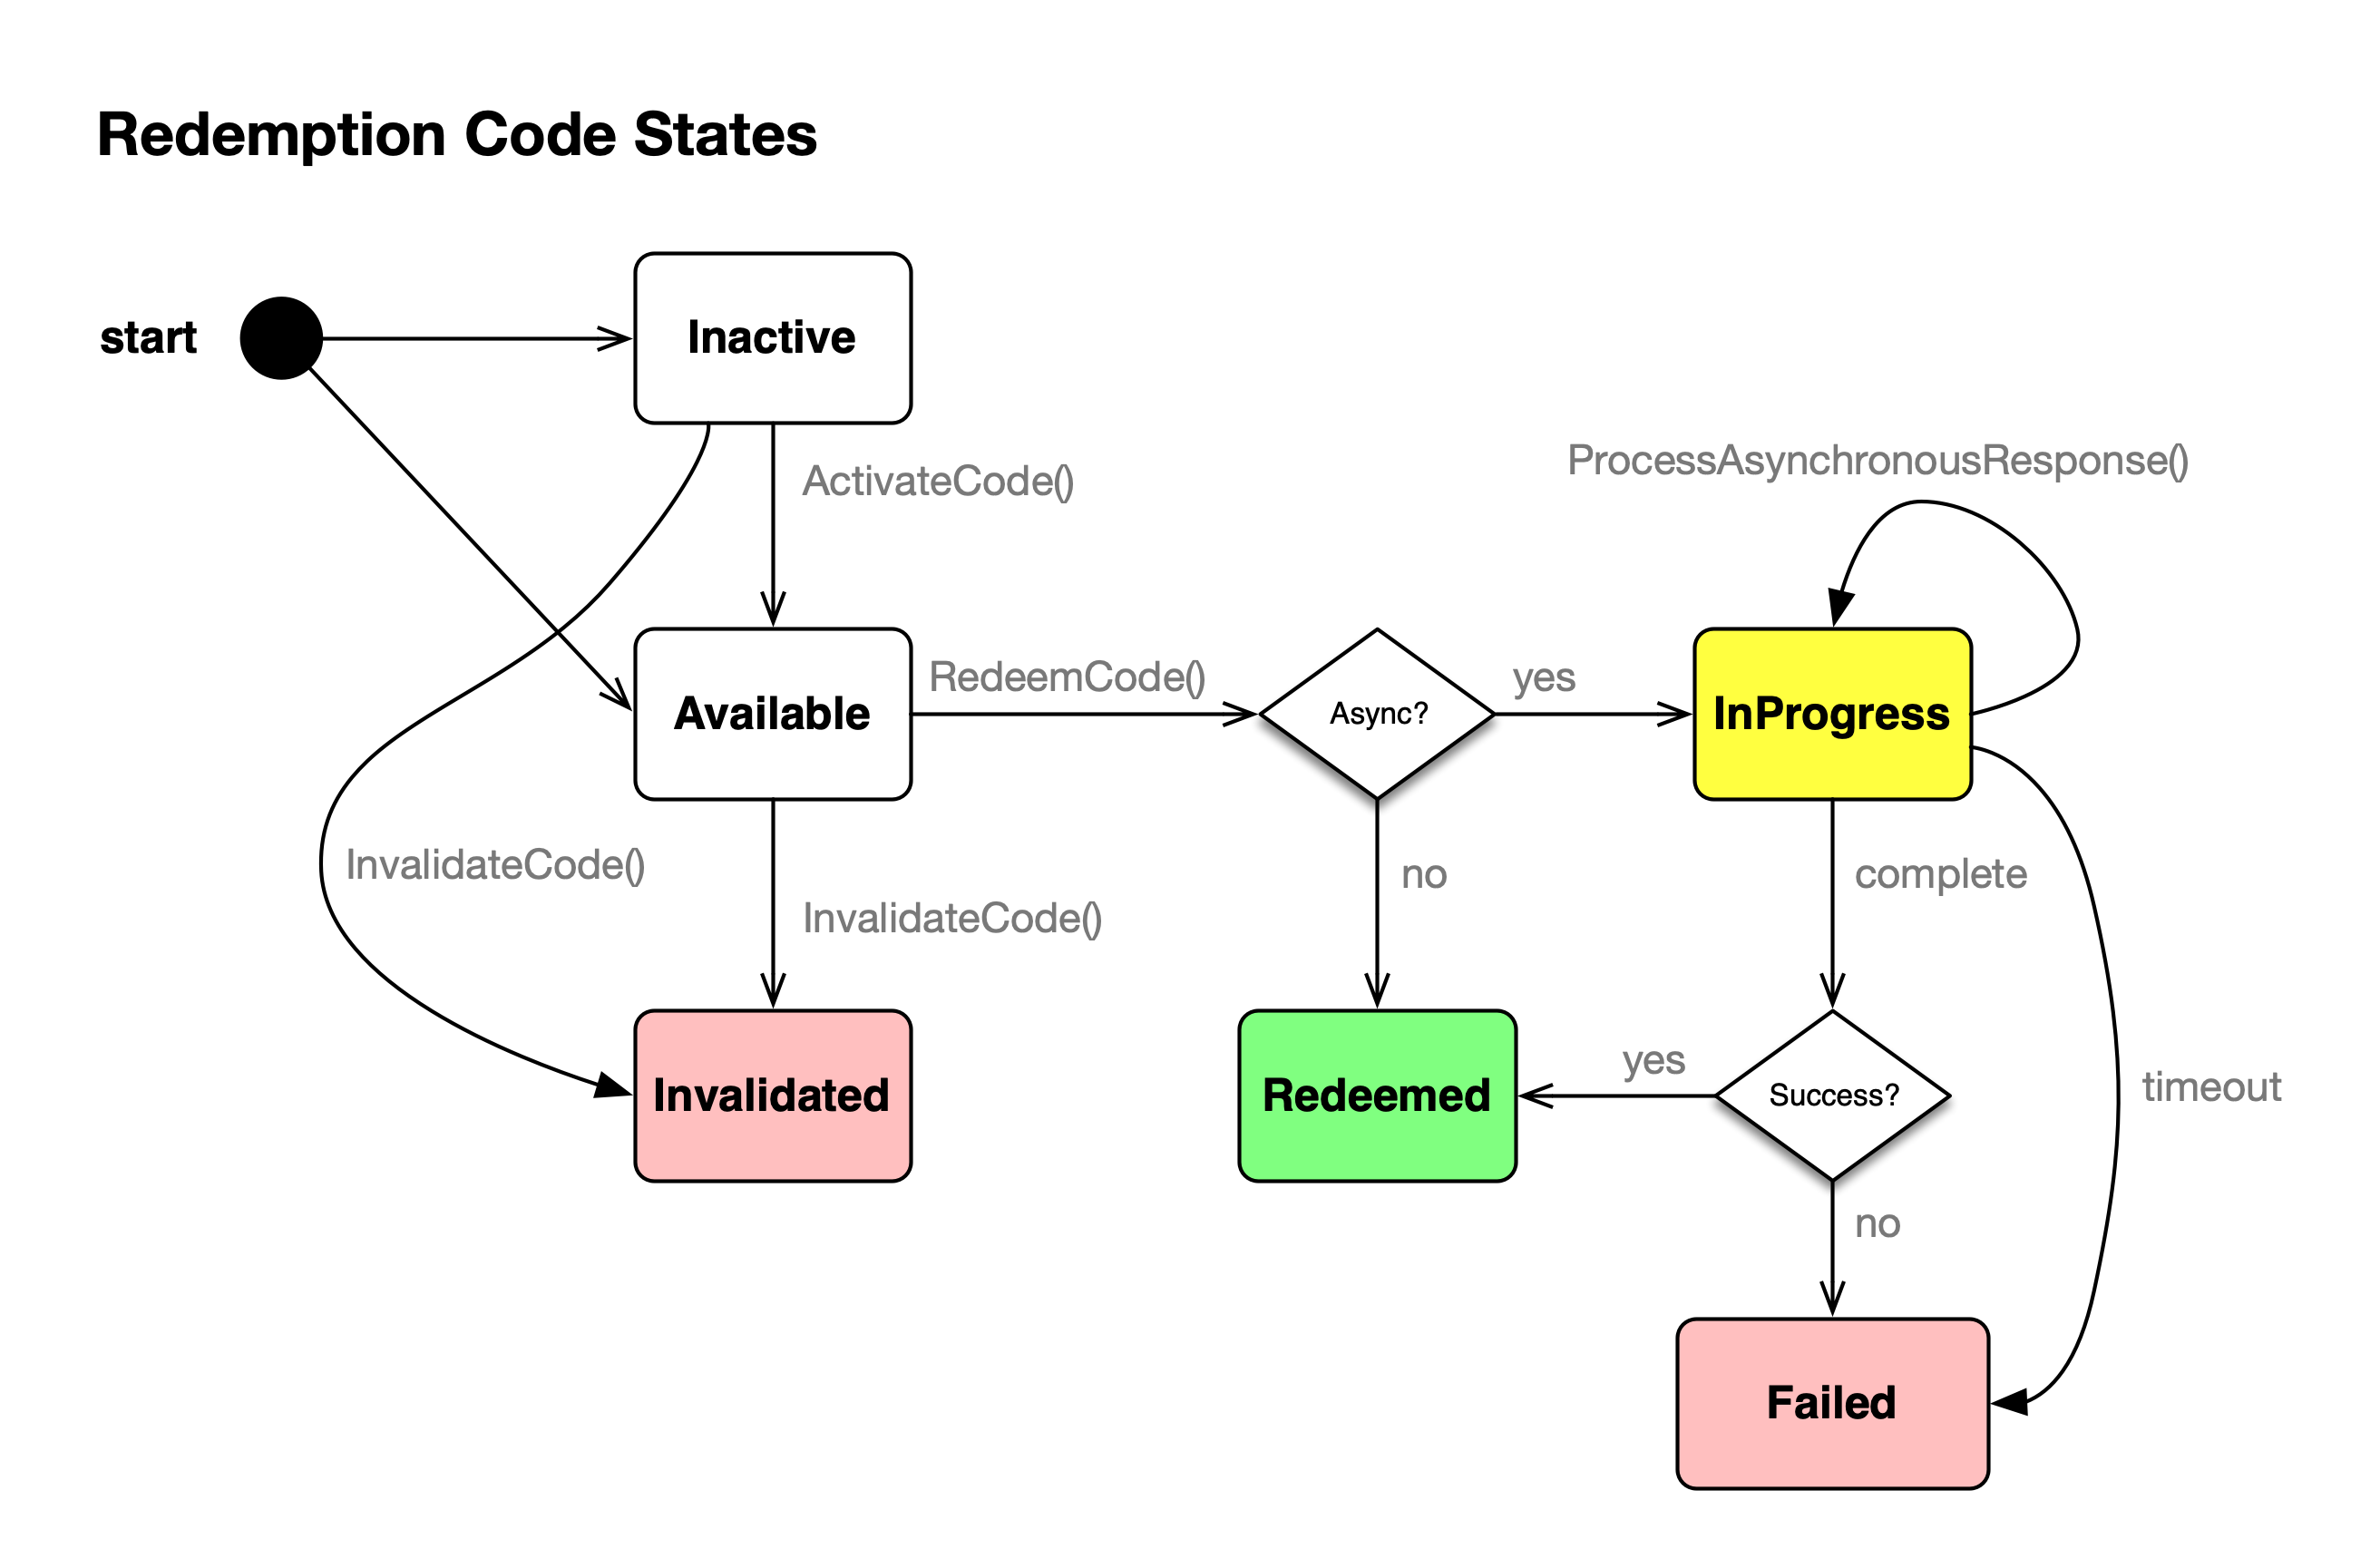 Redemption Code States
start
Inactive
ActivateCode()
ProcessAsynchronousResponse()
Available
RedeemCode()
Async?
yes
InProgress
InvalidateCode()
InvalidateCode()
no
complete
Invalidated
Redeemed
yes
Success?
timeout
no
Failed